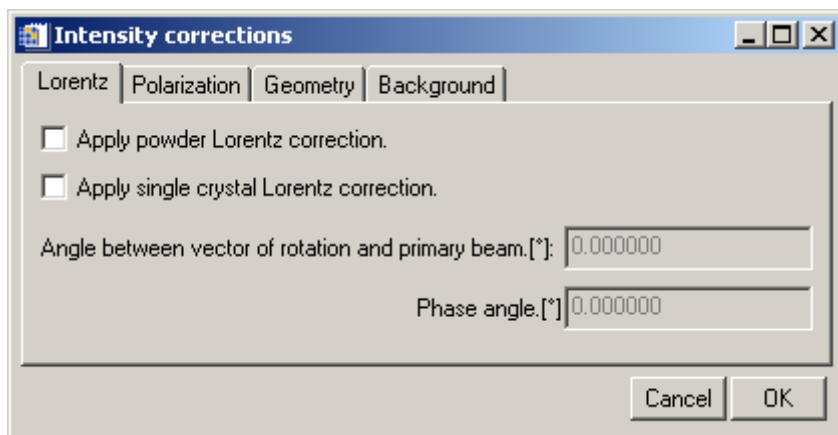 Intensity corrections
Lorentz Polarization Geometry Background
Apply powder Lorentz correction.
Apply single crystal Lorentz correction.
Angle between vector of rotation and primary beam.[°]: 0.000000
Phase angle.[°] 0.000000
Cancel OK